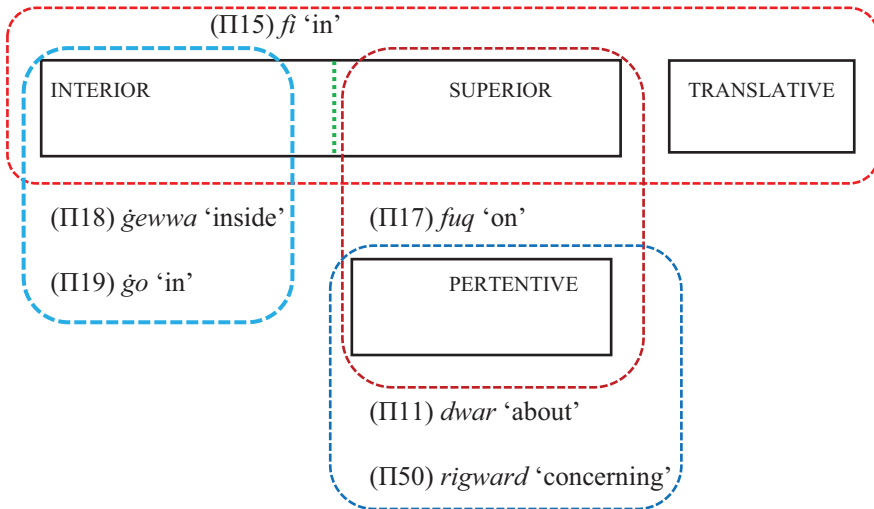 (Π15) fi ‘in’
INTERIOR SUPERIOR TRANSLATIVE
(Π18) ġewwa ‘inside’ (Π17) fuq ‘on’
(Π19) ġo ‘in’ PERTENTIVE
(Π11) dwar ‘about’
(Π50) rigward ‘concerning’